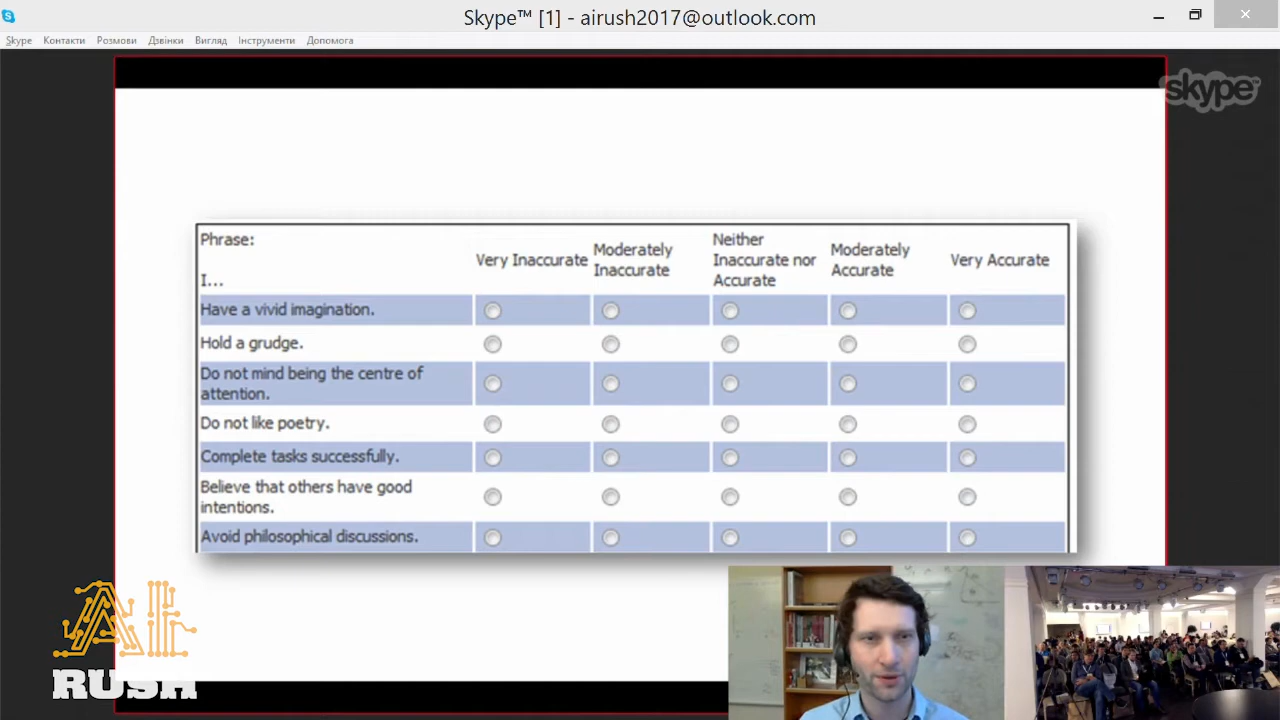 Skype™ [1] - airush2017@outlook.com
Skype Контакти Розмови Дзвінки Вигляд Інструменти Допомога
skype™
Phrase:
I...
Very Inaccurate
Moderately
Inaccurate
Neither
Inaccurate nor
Accurate
Moderately
Accurate
Very Accurate
Have a vivid imagination.
Hold a grudge.
Do not mind being the centre of
attention.
Do not like poetry.
Complete tasks successfully.
Believe that others have good
intentions.
Avoid philosophical discussions.
AI
RUSH